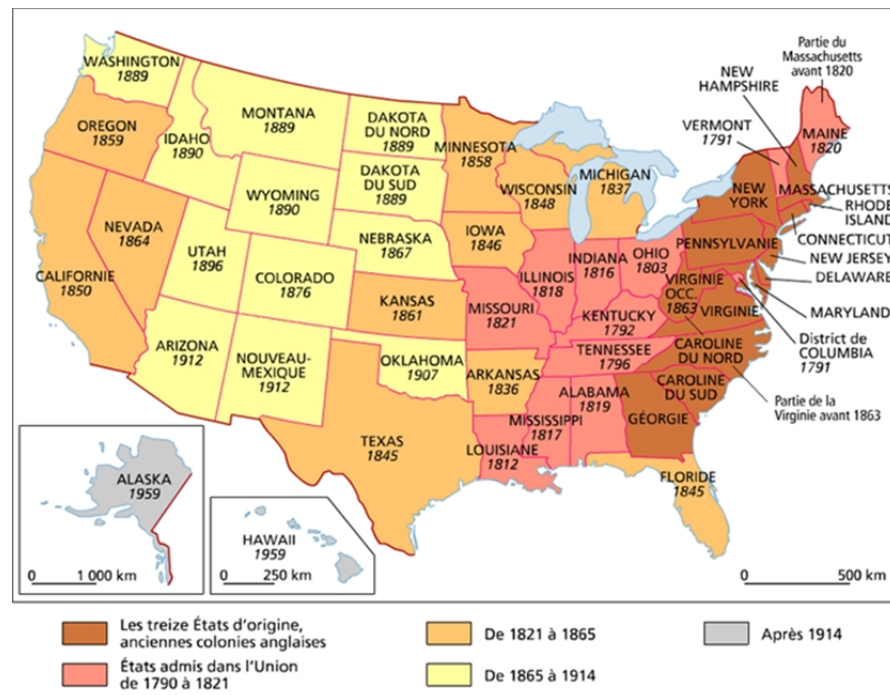 WASHINGTON
1889
OREGON
1859
CALIFORNIE
1850
NEVADA
1864
IDAHO
1890
MONTANA
1889
WYOMING
1890
UTAH
1896
COLORADO
1876
ARIZONA
1912
NOUVEAU-
MEXIQUE
1912
DAKOTA
DU NORD
1889
DAKOTA
DU SUD
1889
NEBRASKA
1867
KANSAS
1861
OKLAHOMA
1907
TEXAS
1845
MINNESOTA
1858
IOWA
1846
MISSOURI
1821
ARKANSAS
1836
LOUISIANE
1812
WISCONSIN
1848
MICHIGAN
1837
ILLINOIS
1818
INDIANA
1816
OHIO
1803
KENTUCKY
1792
TENNESSEE
1796
MISSISSIPPI
1817
ALABAMA
1819
GÉORGIE
FLORIDE
1845
CAROLINE
DU SUD
CAROLINE
DU NORD
VIRGINIE
OCC.
1863
VIRGINIE
PENNSYLVANIE
NEW
YORK
VERMONT
1791
NEW
HAMPSHIRE
Partie du
Massachusetts
avant 1820
MAINE
1820
MASSACHUSETTS
RHODE
ISLAND
CONNECTICUT
NEW JERSEY
DELAWARE
MARYLAND
District de
COLUMBIA
1791
Partie de la
Virginie avant 1863
ALASKA
1959
0 1 000 km
HAWAII
1959
0 250 km
0 500 km
Les treize États d'origine,
anciennes colonies anglaises
États admis dans l'Union
de 1790 à 1821
De 1821 à 1865
De 1865 à 1914
Après 1914